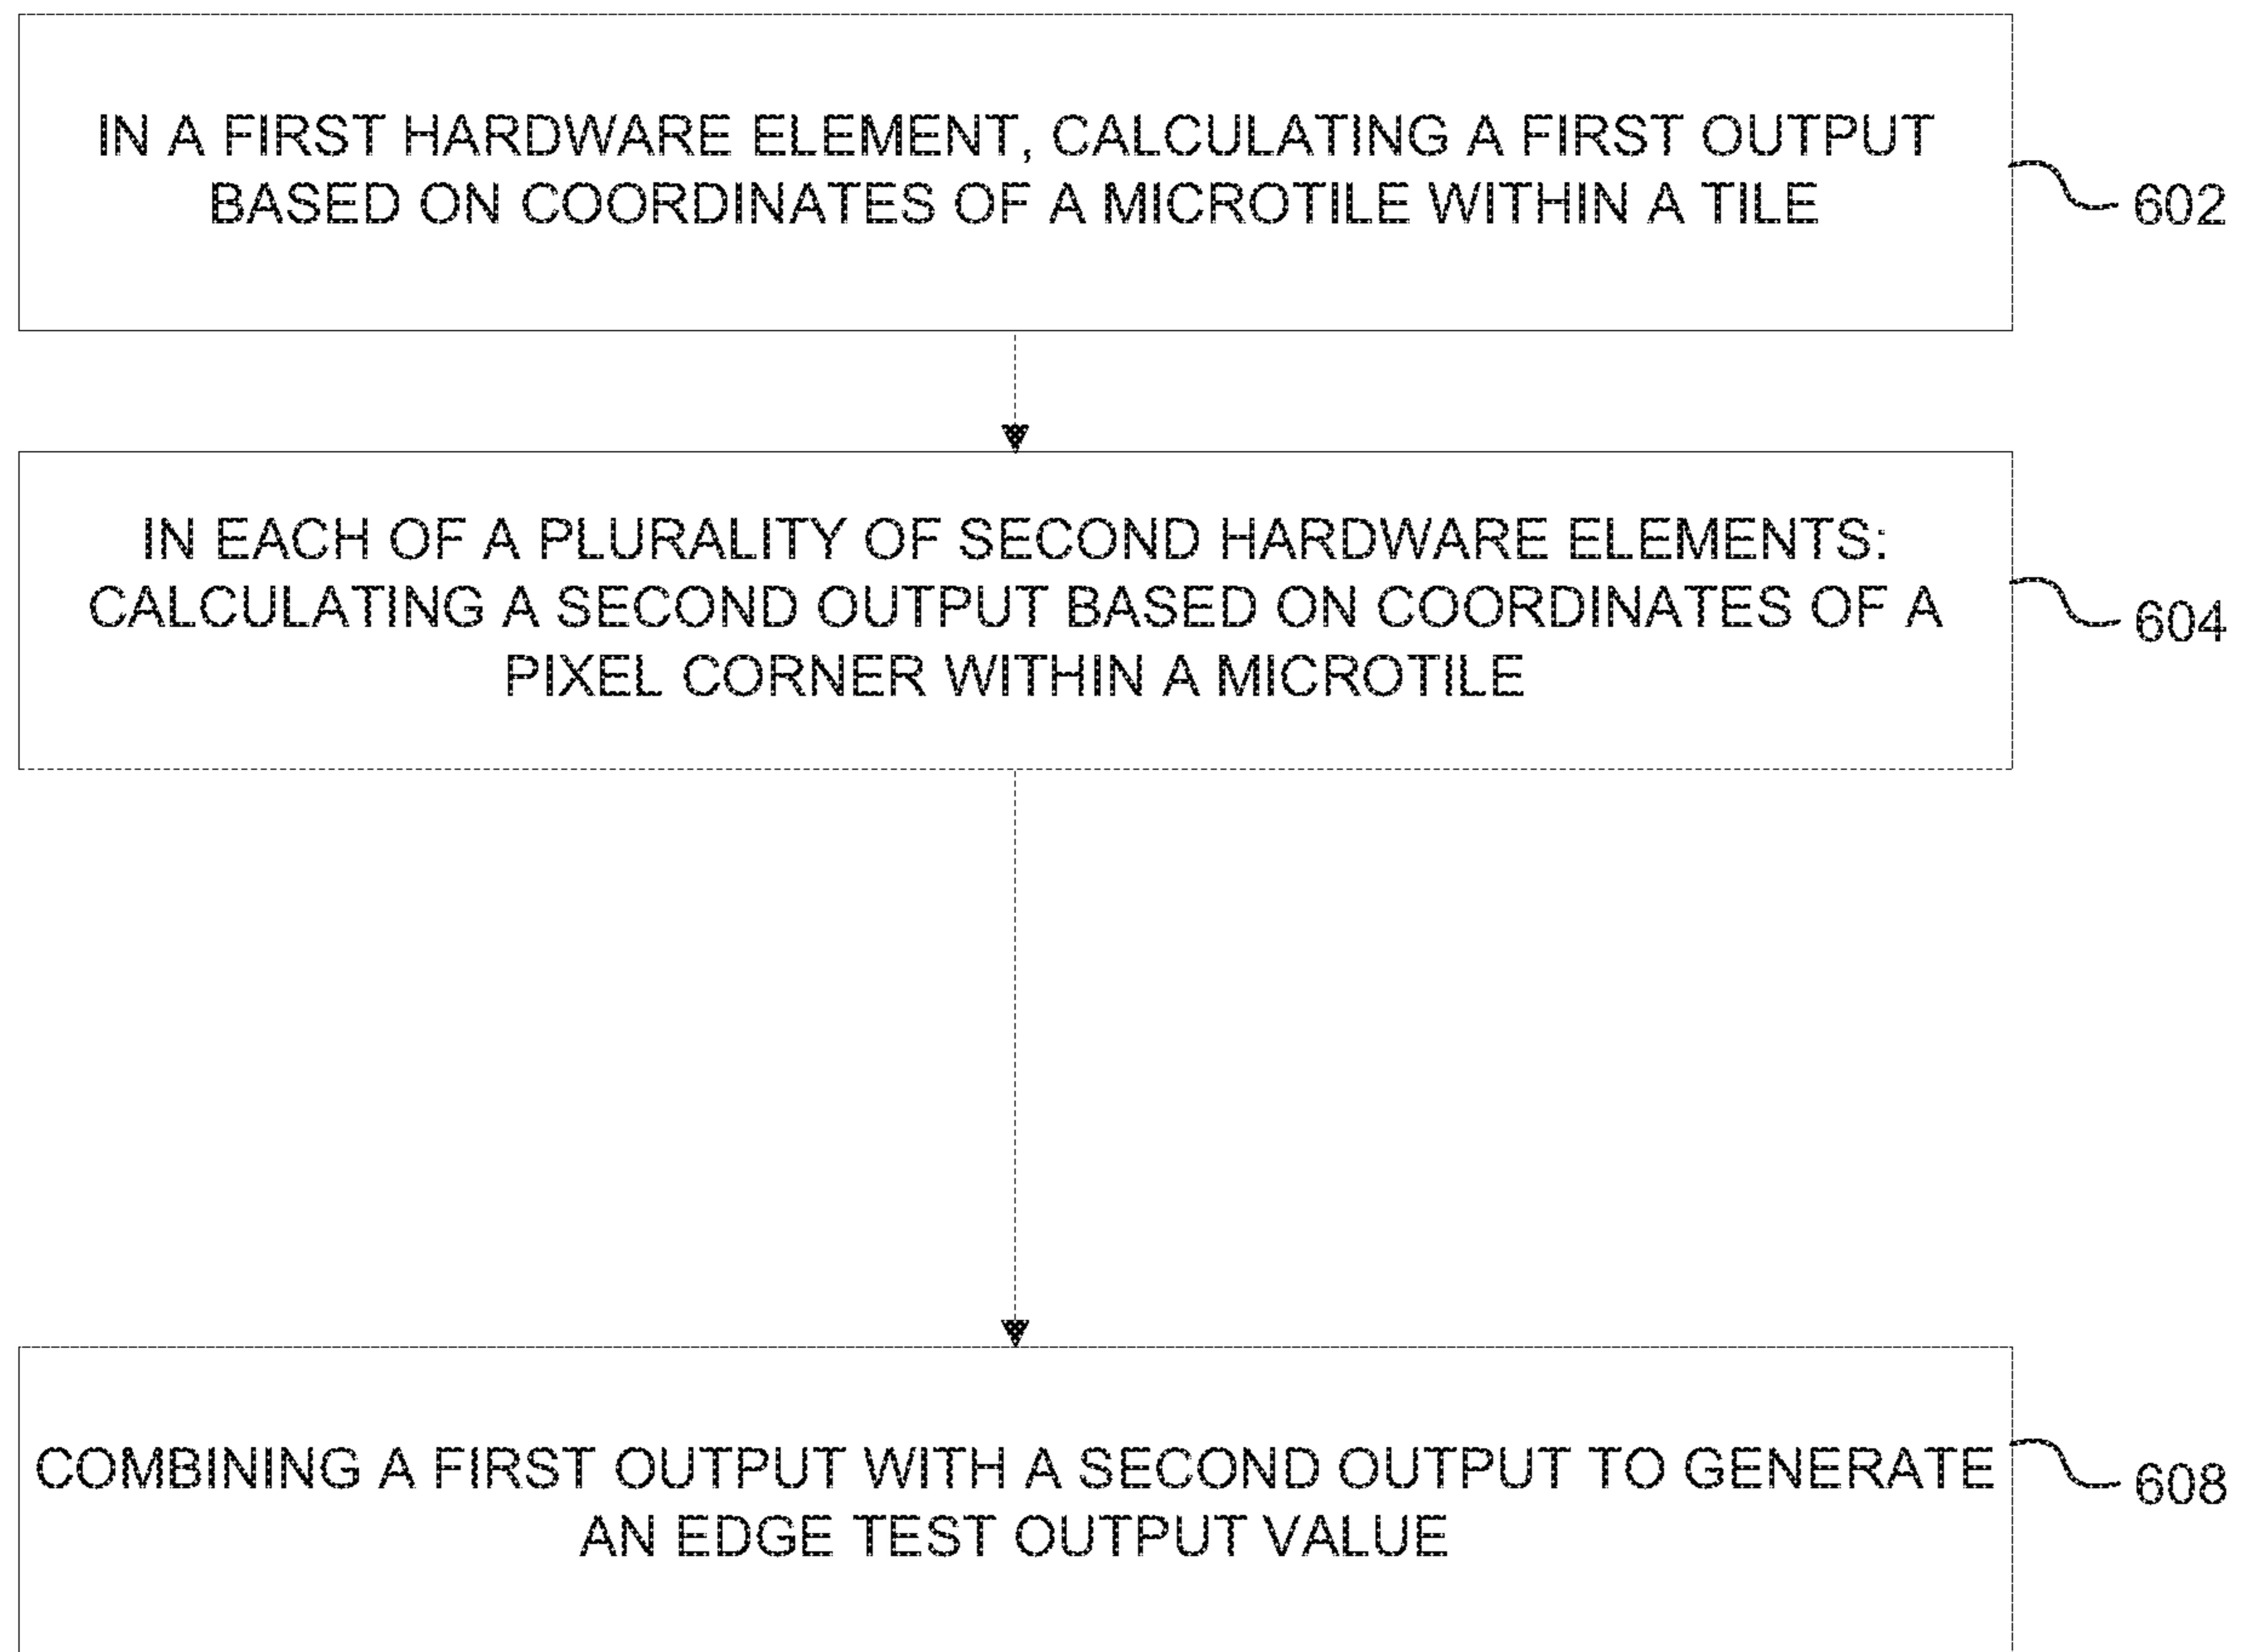 IN A FIRST HARDWARE ELEMENT, CALCULATING A FIRST OUTPUT
BASED ON COORDINATES OF A MICROTILE WITHIN A TILE
602
IN EACH OF A PLURALITY OF SECOND HARDWARE ELEMENTS:
CALCULATING A SECOND OUTPUT BASED ON COORDINATES OF A
PIXEL CORNER WITHIN A MICROTILE
604
COMBINING A FIRST OUTPUT WITH A SECOND OUTPUT TO GENERATE
AN EDGE TEST OUTPUT VALUE
608